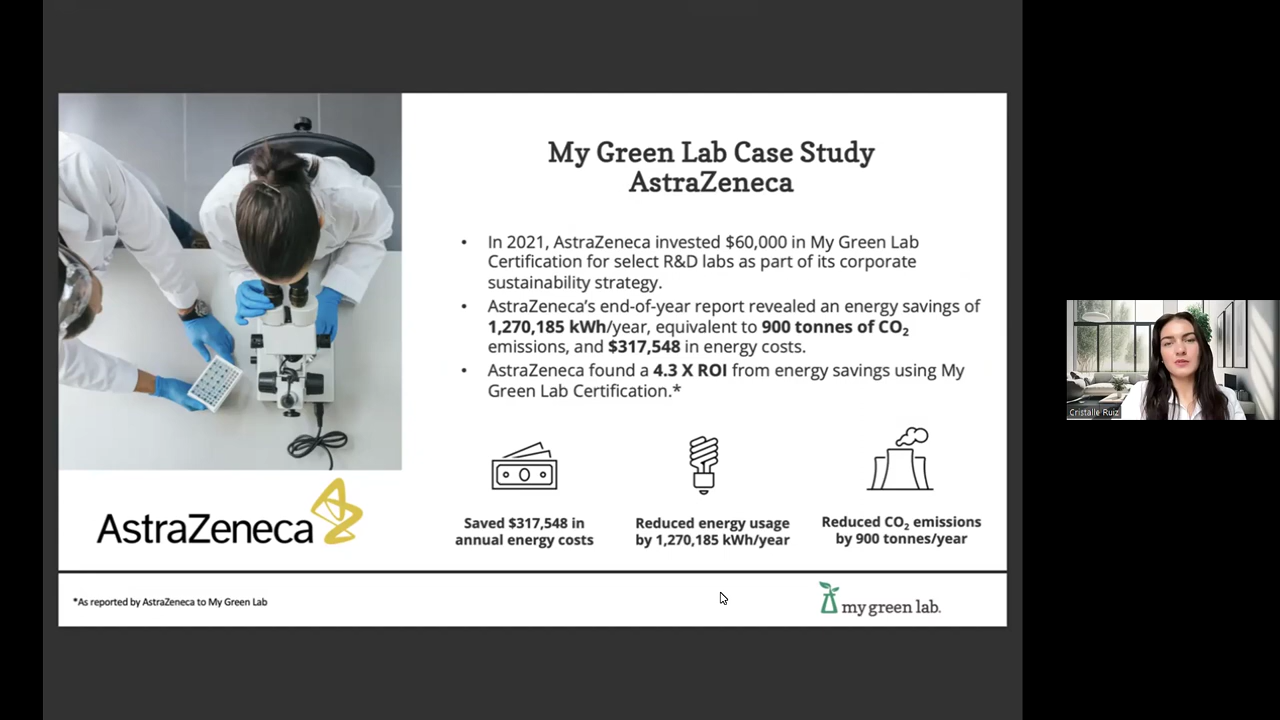 My Green Lab Case Study
AstraZeneca
• In 2021, AstraZeneca invested $60,000 in My Green Lab
Certification for select R&D labs as part of its corporate
sustainability strategy.
• AstraZeneca’s end-of-year report revealed an energy savings of
1,270,185 kWh/year, equivalent to 900 tonnes of CO₂
emissions, and $317,548 in energy costs.
• AstraZeneca found a 4.3 X ROI from energy savings using My
Green Lab Certification.*
Saved $317,548 in
annual energy costs
Reduced energy usage
by 1,270,185 kWh/year
Reduced CO₂ emissions
by 900 tonnes/year
AstraZeneca
*As reported by AstraZeneca to My Green Lab
my green lab.
Cristalle Ruiz